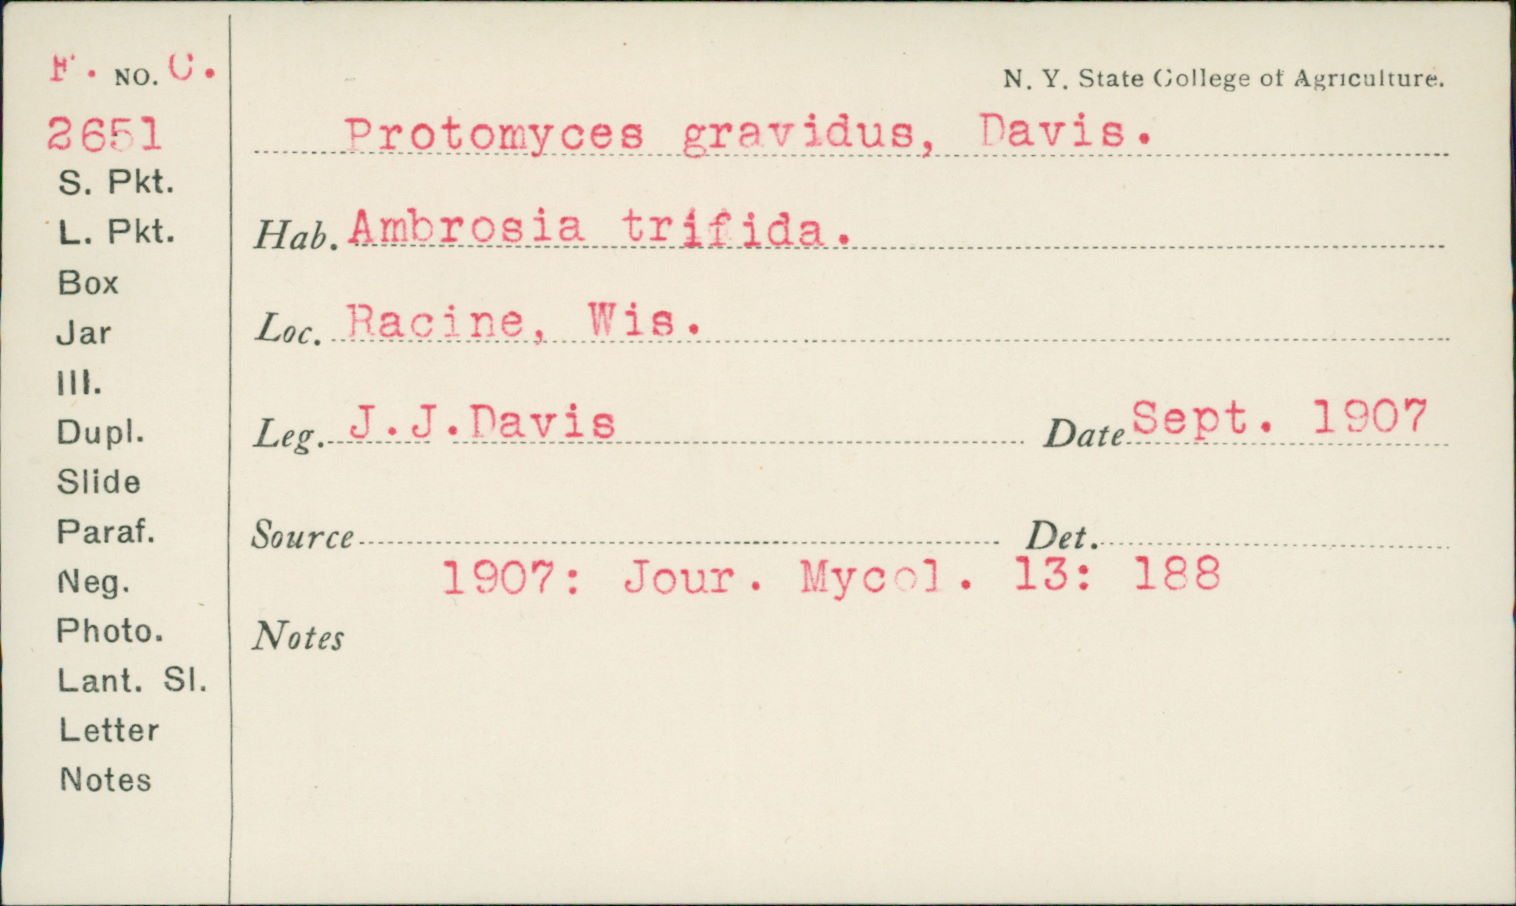 F. NO. C.
N. Y. State College of Agriculture.
2651
Protomyces gravidus, Davis.
S. Pkt.
L. Pkt.
Hab. Ambrosia trifida.
Box
Jar
Loc. Racine, Wis.
Ill.
Dupl.
Leg. J.J.Davis Date Sept. 1907
Slide
Paraf.
Source Det.
Neg.
1907: Jour. Mycol. 13: 188
Photo.
Notes
Lant. Sl.
Letter
Notes